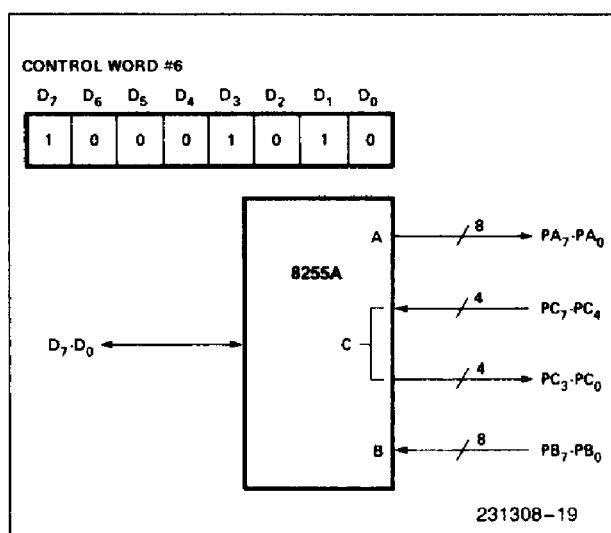 CONTROL WORD #6
D7 D6 D5 D4 D3 D2 D1 D0
1 0 0 0 1 0 1 0
A 8 PA7-PA0
8255A
4 PC7-PC4
D7-D0 C
4 PC3-PC0
B 8 PB7-PB0
231308-19